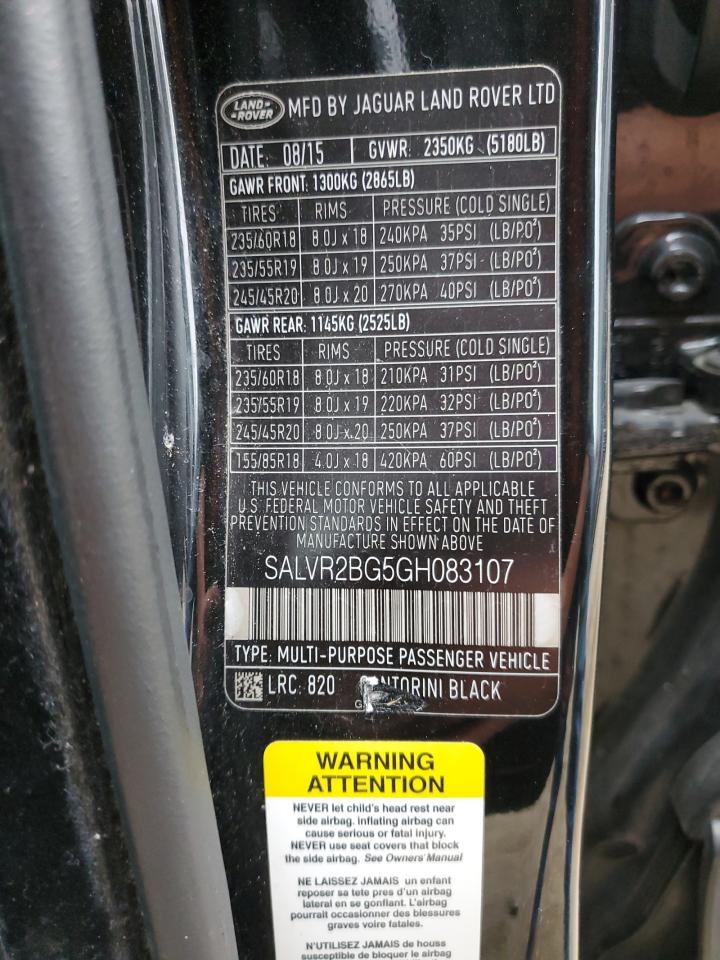 LAND-
-ROVER
MFD BY JAGUAR LAND ROVER LTD
DATE: 08/15 GVWR: 2350KG (5180LB)
GAWR FRONT: 1300KG (2865LB)
TIRES RIMS PRESSURE (COLD SINGLE)
235/60R18 8.0J x 18 240KPA 35PSI (LB/PO²)
235/55R19 8.0J x 19 250KPA 37PSI (LB/PO²)
245/45R20 8.0J x 20 270KPA 40PSI (LB/PO²)
GAWR REAR: 1145KG (2525LB)
TIRES RIMS PRESSURE (COLD SINGLE)
235/60R18 8.0J x 18 210KPA 31PSI (LB/PO²)
235/55R19 8.0J x 19 220KPA 32PSI (LB/PO²)
245/45R20 8.0J x 20 250KPA 37PSI (LB/PO²)
155/85R18 4.0J x 18 420KPA 60PSI (LB/PO²)
THIS VEHICLE CONFORMS TO ALL APPLICABLE
U.S. FEDERAL MOTOR VEHICLE SAFETY AND THEFT
PREVENTION STANDARDS IN EFFECT ON THE DATE OF
MANUFACTURE SHOWN ABOVE
SALVR2BG5GH083107
TYPE: MULTI-PURPOSE PASSENGER VEHICLE
LRC: 820 BLACK
WARNING
ATTENTION
NEVER let child's head rest near
side airbag. inflating airbag can
cause serious or fatal injury.
NEVER use seat covers that block
the side airbag. See Owners Manual
NE LAISSEZ JAMAIS un enfant
reposer sa tete pres d'un airbag
lateral en se gonflant. L'airbag
pourrait occasionner des blessures
graves voire fatales.
N'UTILISEZ JAMAIS de houss
susceptible de bloquer le airbag